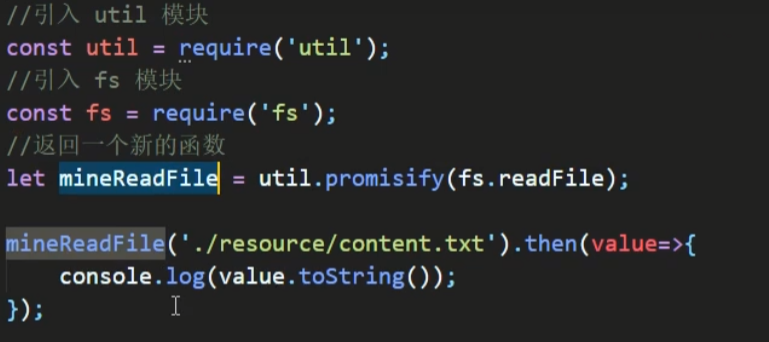 //引入 util 模块
const util = require('util');
//引入 fs 模块
const fs = require('fs');
//返回一个新的函数
let mineReadFile = util.promisify(fs.readFile);
mineReadFile('./resource/content.txt').then(value=>{
    console.log(value.toString());
});